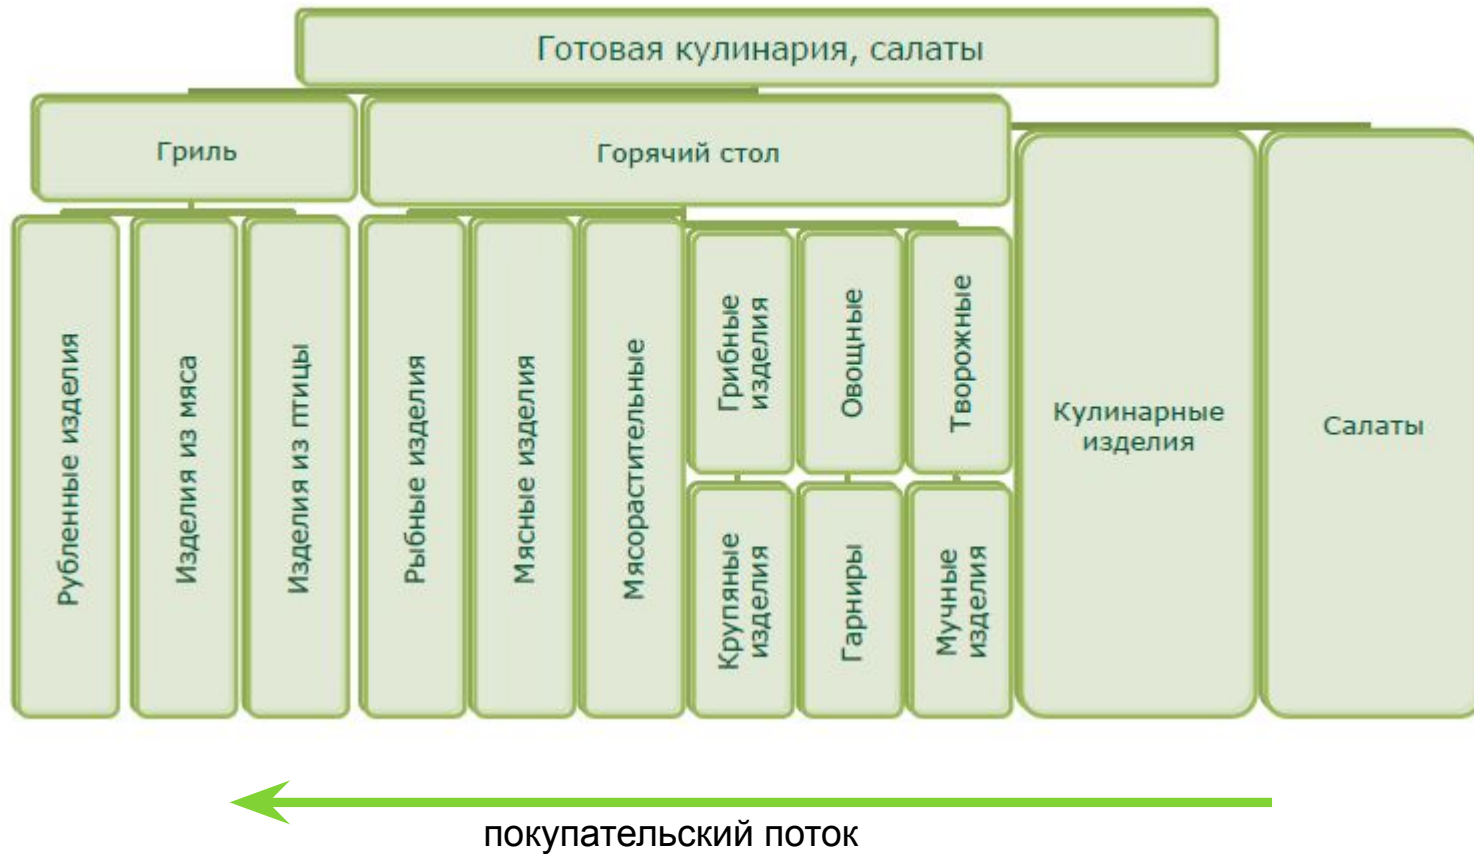 Готовая кулинария, салаты
Гриль
Горячий стол
Рубленные изделия
Изделия из мяса
Изделия из птицы
Рыбные изделия
Мясные изделия
Мясорастительные
Грибные
изделия
Овощные
Творожные
Крупяные
изделия
Гарниры
Мучные
изделия
Кулинарные
изделия
Салаты
покупательский поток